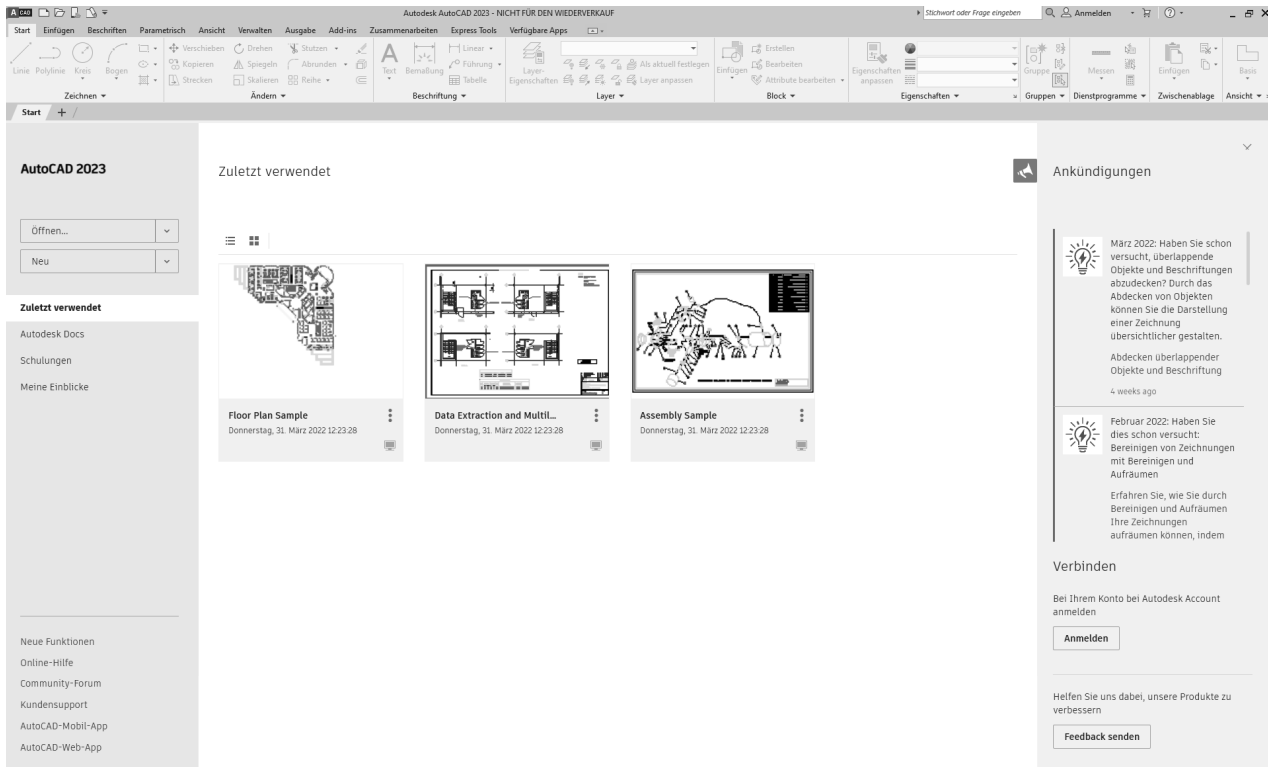 A CAD
Autodesk AutoCAD 2023 - NICHT FÜR DEN WIEDERVERKAUF
Stichwort oder Frage eingeben
Anmelden
Start Einfügen Beschriften Parametrisch Ansicht Verwalten Ausgabe Add-ins Zusammenarbeiten Express Tools Verfügbare Apps
Linie Polylinie Kreis Bogen
Verschieben Drehen Stutzen
Kopieren Spiegeln Abrunden
Strecken Skalieren Reihe
Text Bemaßung
Linear
Führung
Tabelle
Layer-
Eigenschaften
Als aktuell festlegen
Layer anpassen
Einfügen
Erstellen
Bearbeiten
Attribute bearbeiten
Eigenschaften
anpassen
Gruppe
Messen
Einfügen
Basis
Zeichnen Ändern Beschriftung Layer Block Eigenschaften Gruppen Dienstprogramme Zwischenablage Ansicht
Start
AutoCAD 2023
Öffnen...
Neu
Zuletzt verwendet
Autodesk Docs
Schulungen
Meine Einblicke
Neue Funktionen
Online-Hilfe
Community-Forum
Kundensupport
AutoCAD-Mobil-App
AutoCAD-Web-App
Zuletzt verwendet
Floor Plan Sample
Donnerstag, 31. März 2022 12:23:28
Data Extraction and Multil...
Donnerstag, 31. März 2022 12:23:28
Assembly Sample
Donnerstag, 31. März 2022 12:23:28
Ankündigungen
März 2022: Haben Sie schon
versucht, überlappende
Objekte und Beschriftungen
abzudecken? Durch das
Abdecken von Objekten
können Sie die Darstellung
einer Zeichnung
übersichtlicher gestalten.
Abdecken überlappender
Objekte und Beschriftung
4 weeks ago
Februar 2022: Haben Sie
dies schon versucht:
Bereinigen von Zeichnungen
mit Bereinigen und
Aufräumen
Erfahren Sie, wie Sie durch
Bereinigen und Aufräumen
Ihre Zeichnungen
aufräumen können, indem
Verbinden
Bei Ihrem Konto bei Autodesk Account
anmelden
Anmelden
Helfen Sie uns dabei, unsere Produkte zu
verbessern
Feedback senden